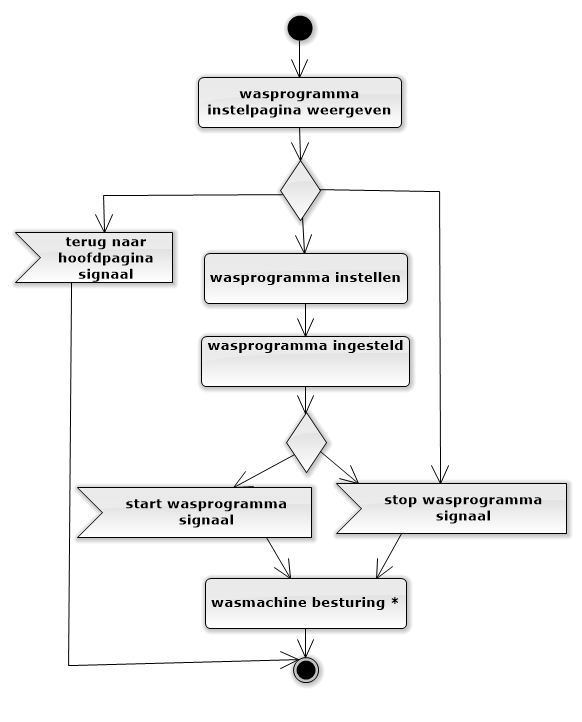 wasprogramma
instelpagina weergeven
terug naar
hoofdpagina
signaal
wasprogramma instellen
wasprogramma ingesteld
start wasprogramma
signaal
stop wasprogramma
signaal
wasmachine besturing *